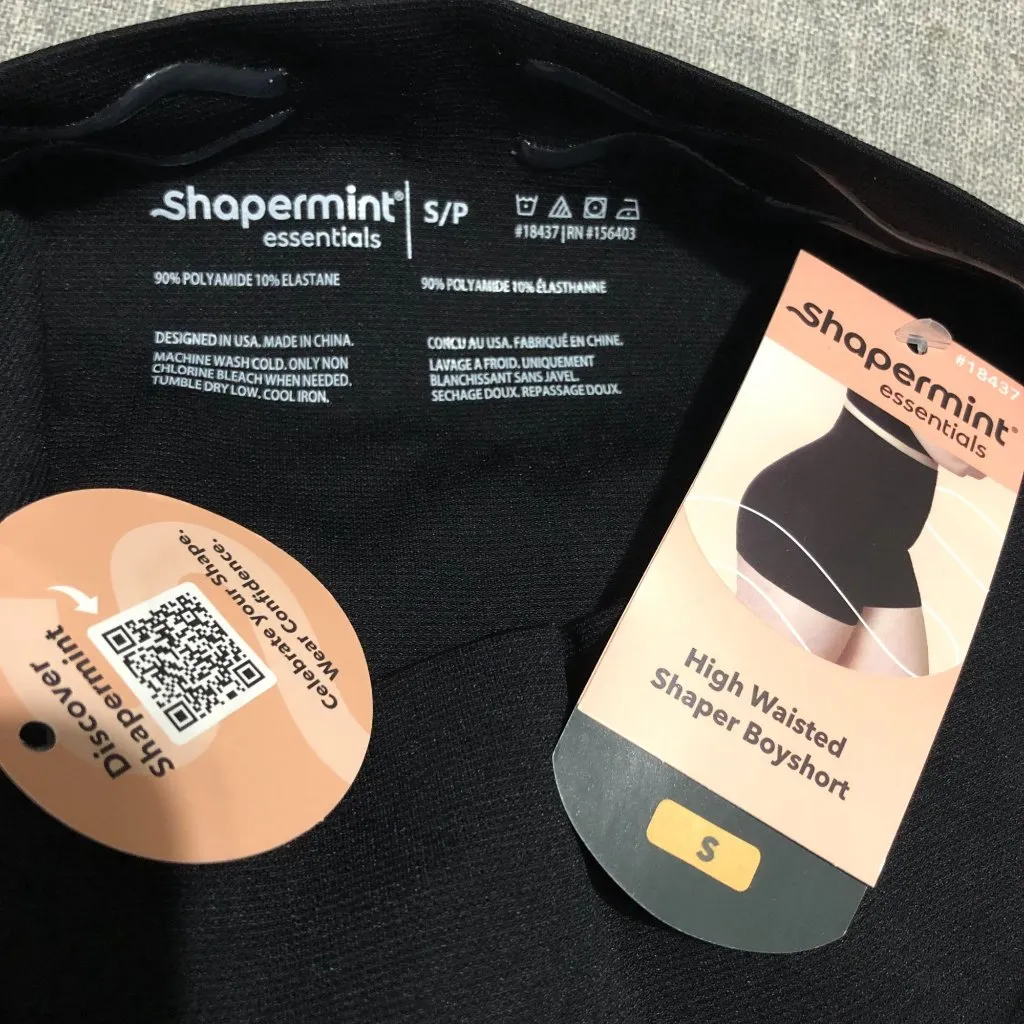 Shapermint®
essentials
S/P
#18437|RN #156403
90% POLYAMIDE 10% ELASTANE
90% POLYAMIDE 10% ÉLASTHANNE
DESIGNED IN USA. MADE IN CHINA.
MACHINE WASH COLD. ONLY NON
CHLORINE BLEACH WHEN NEEDED.
TUMBLE DRY LOW. COOL IRON.
CONCU AU USA. FABRIQUÉ EN CHINE.
LAVAGE A FROID. UNIQUEMENT
BLANCHISSANT SANS JAVEL.
SECHAGE DOUX. REPASSAGE DOUX.
#18437
Shapermint®
essentials
High Waisted
Shaper Boyshort
S
Celebrate your Shape.
Wear Confidence.
Discover
Shapermint